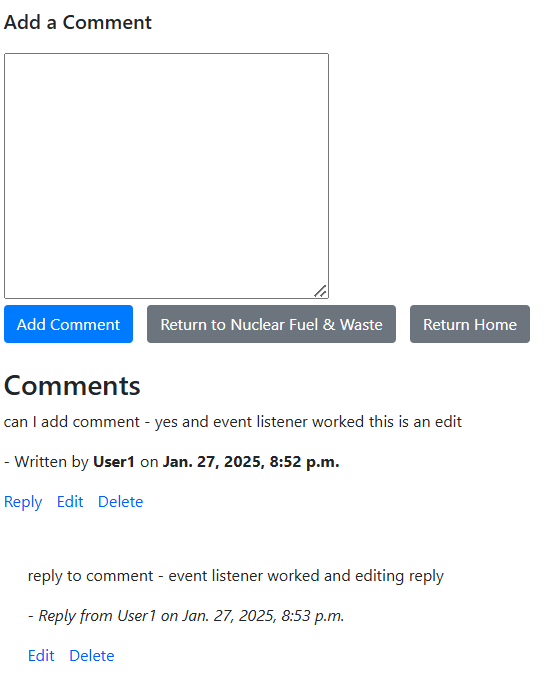 Add a Comment
Add Comment Return to Nuclear Fuel & Waste Return Home
Comments
can I add comment - yes and event listener worked this is an edit
- Written by User1 on Jan. 27, 2025, 8:52 p.m.
Reply Edit Delete
reply to comment - event listener worked and editing reply
- Reply from User1 on Jan. 27, 2025, 8:53 p.m.
Edit Delete